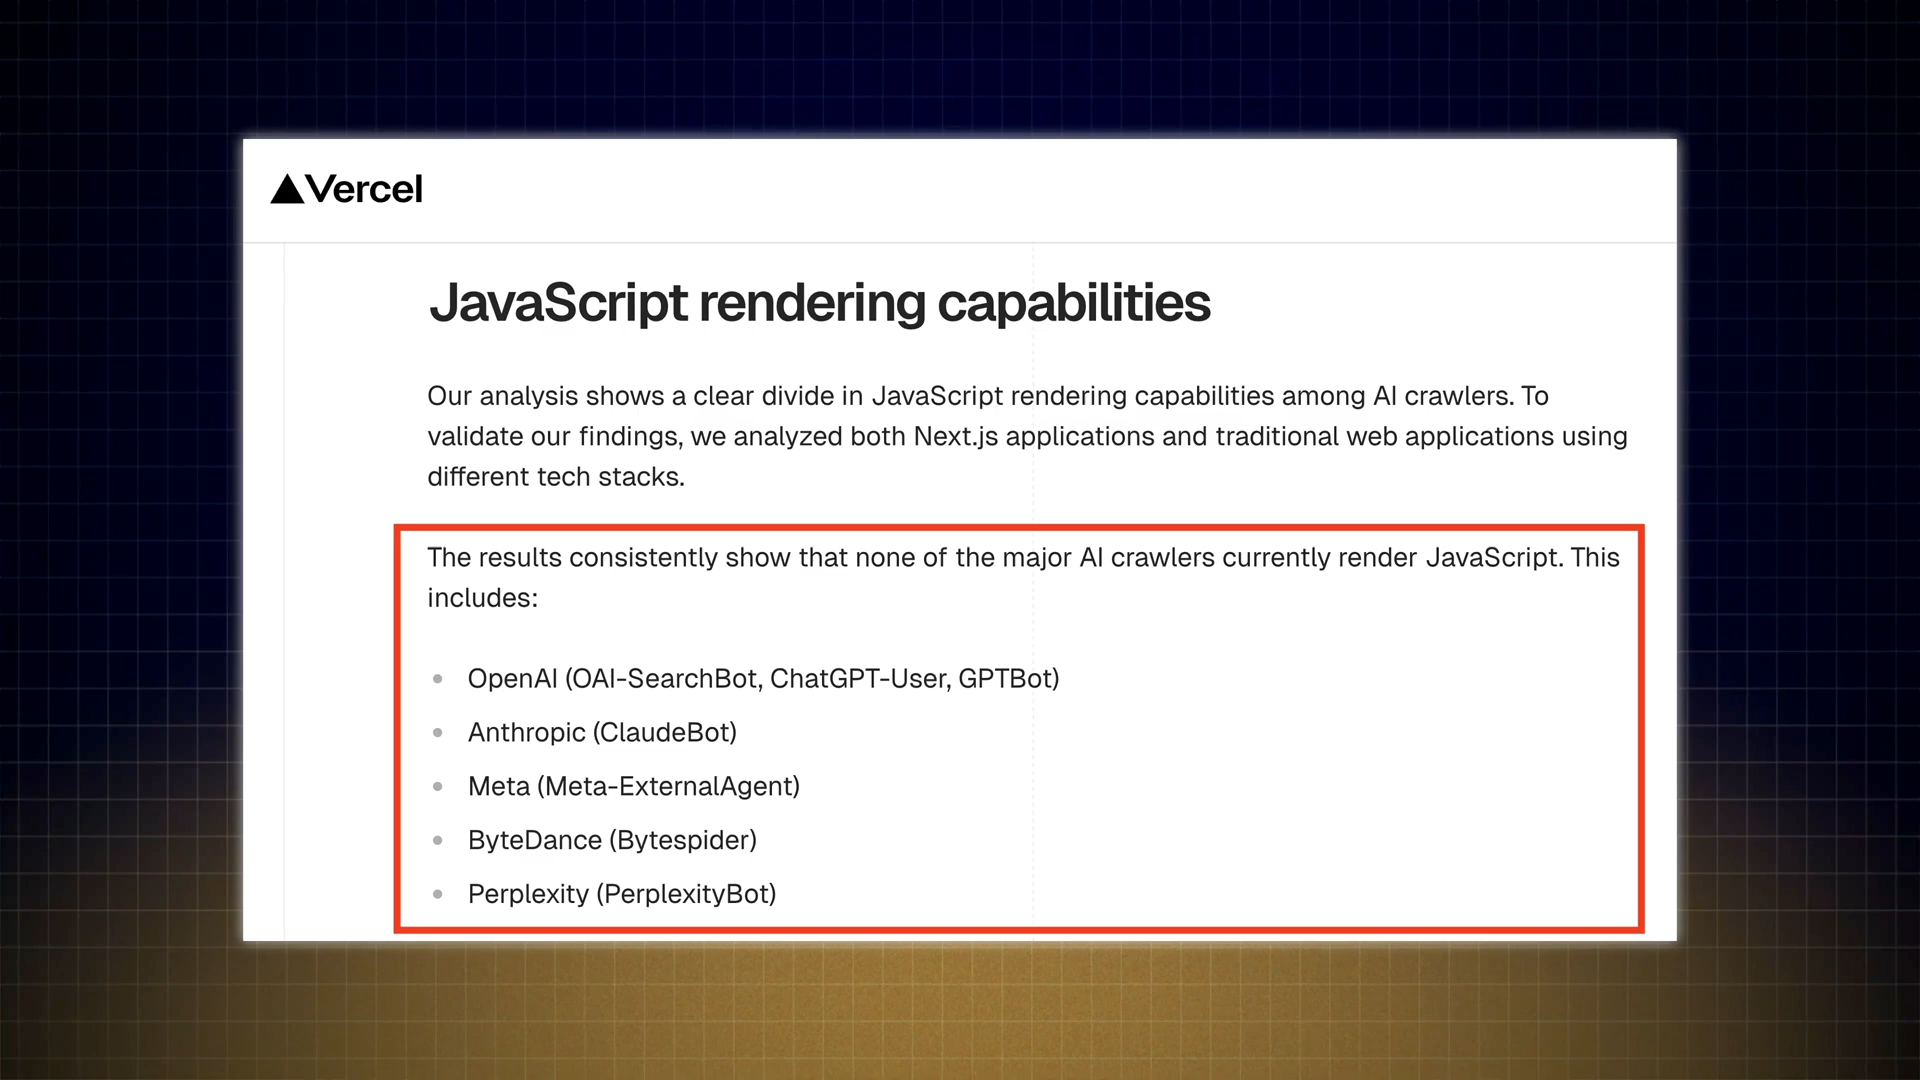 Vercel
JavaScript rendering capabilities
Our analysis shows a clear divide in JavaScript rendering capabilities among AI crawlers. To
validate our findings, we analyzed both Next.js applications and traditional web applications using
different tech stacks.
The results consistently show that none of the major AI crawlers currently render JavaScript. This
includes:
OpenAI (OAI-SearchBot, ChatGPT-User, GPTBot)
Anthropic (ClaudeBot)
Meta (Meta-ExternalAgent)
ByteDance (Bytespider)
Perplexity (PerplexityBot)